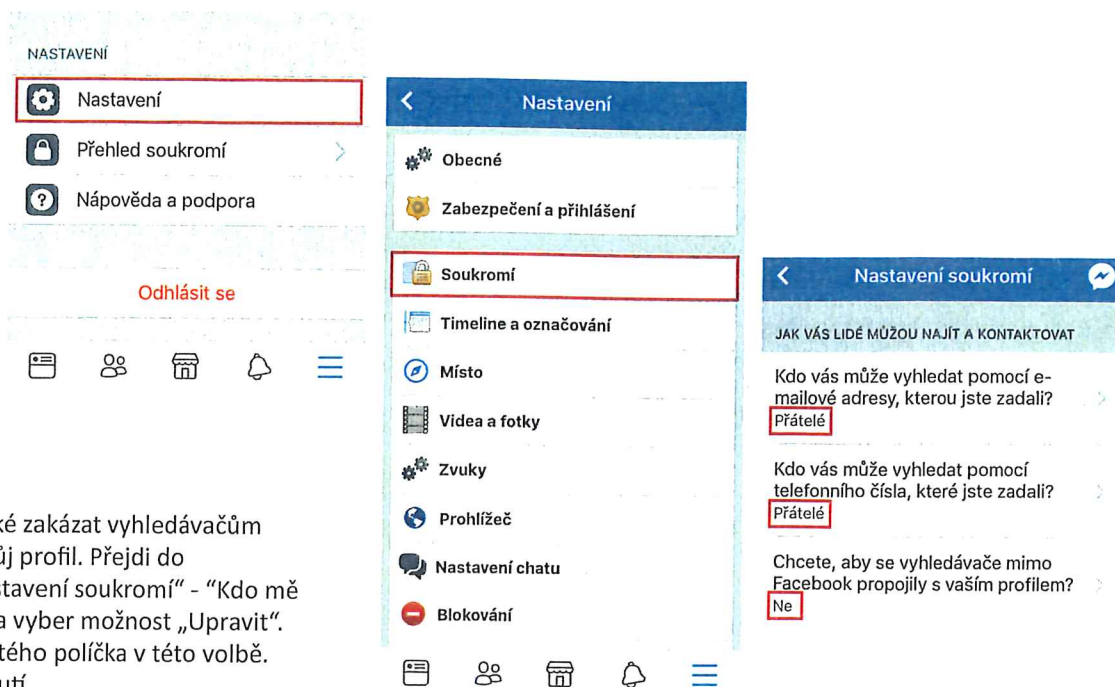 NASTAVENÍ
Nastavení
Přehled soukromí
Nápověda a podpora
Odhlásit se
zakázat vyhledávačům
profil. Přejdi do
soukromí“ - “Kdo mě
a vyber možnost „Upravit“.
políčka v této volbě.
Nastavení
Obecné
Zabezpečení a přihlášení
Soukromí
Timeline a označování
Místo
Videa a fotky
Zvuky
Prohlížeč
Nastavení chatu
Blokování
Nastavení soukromí
JAK VÁS LIDÉ MŮŽOU NAJÍT A KONTAKTOVAT
Kdo vás může vyhledat pomocí e-
mailové adresy, kterou jste zadali?
Přátelé
Kdo vás může vyhledat pomocí
telefonního čísla, které jste zadali?
Přátelé
Chcete, aby se vyhledávače mimo
Facebook propojily s vaším profilem?
Ne